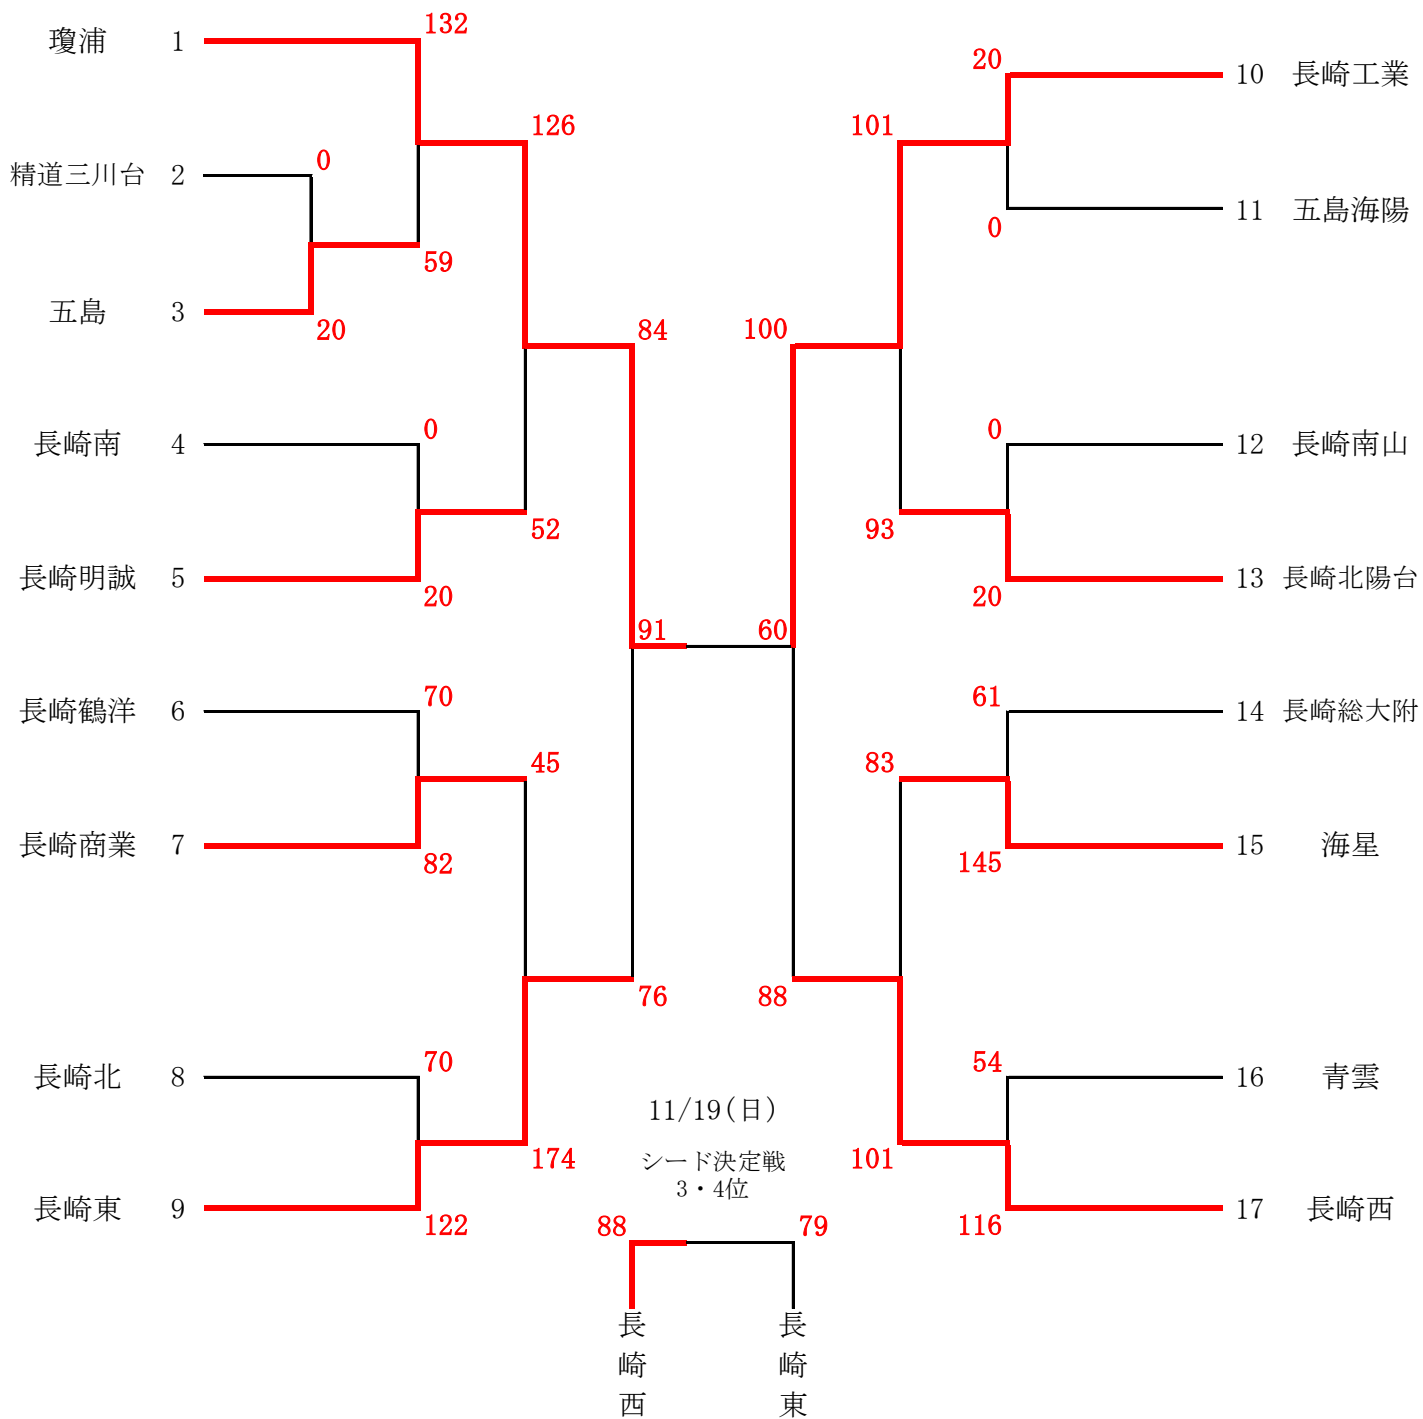 132
瓊浦 1
20
10 長崎工業
126
101
精道三川台 2
0
11 五島海陽
0
59
五島 3
20
84
100
長崎南 4
0
0
12 長崎南山
52
93
長崎明誠 5
20
20
13 長崎北陽台
91
60
長崎鶴洋 6
70
61
14 長崎総大附
45
83
長崎商業 7
82
145
15 海星
76
88
長崎北 8
70
54
16 青雲
11/19(日)
シード決定戦
3・4位
174
101
長崎東 9
122
116
17 長崎西
88
79
長崎西
長崎東